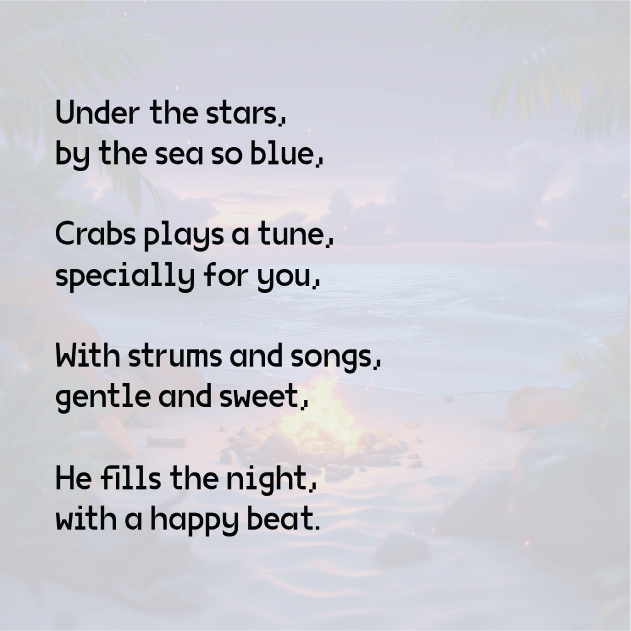 Under the stars,
by the sea so blue,
Crabs plays a tune,
specially for you,
With strums and songs,
gentle and sweet,
He fills the night,
with a happy beat.